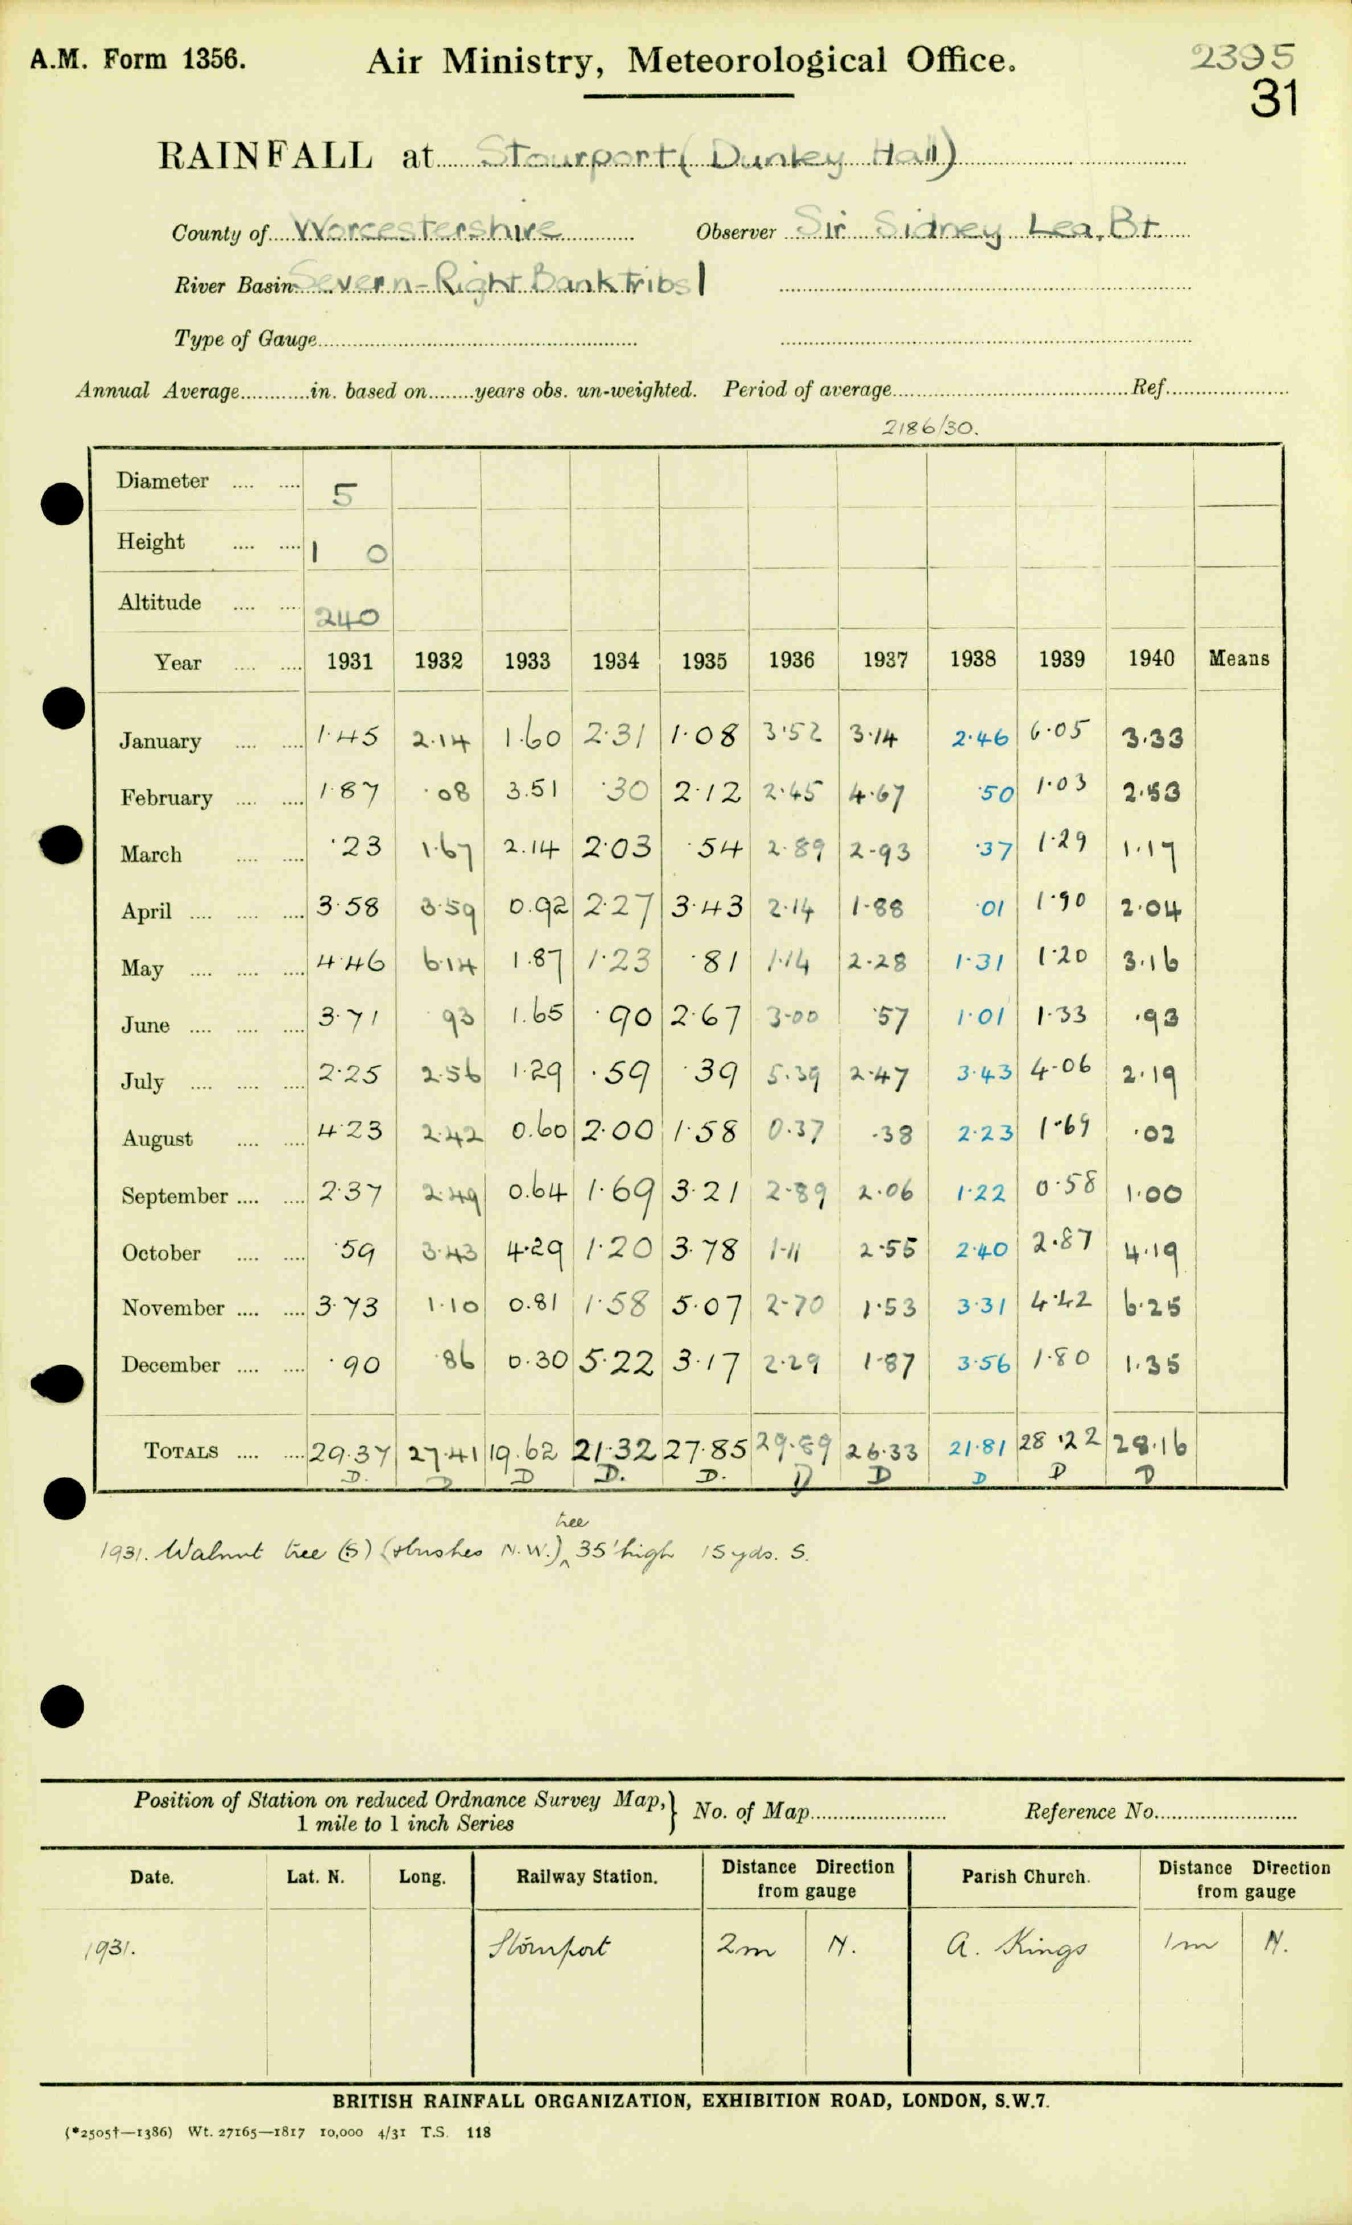 A.M. Form 1356. Air Ministry, Meteorological Office. 2395
31
RAINFALL at Stourport (Dunley Hall)
County of Worcestershire Observer Sir Sidney Lea, Bt.
River Basin Severn-Right Bank Tribs
Type of Gauge
Annual Average in. based on years obs. un-weighted. Period of average Ref.
2186/30.
Diameter 5
Height 1 0
Altitude 240
Year 1931 1932 1933 1934 1935 1936 1937 1938 1939 1940 Means
January 1.45 2.14 1.60 2.31 1.08 3.52 3.14 2.46 6.05 3.33
February 1.87 .08 3.51 .30 2.12 2.45 4.67 .50 1.03 2.53
March .23 1.67 2.14 2.03 .54 2.89 2.93 .37 1.29 1.17
April 3.58 3.59 0.92 2.27 3.43 2.14 1.88 .01 1.90 2.04
May 4.46 6.14 1.87 1.23 .81 1.14 2.28 1.31 1.20 3.16
June 3.71 .93 1.65 .90 2.67 3.00 .57 1.01 1.33 .93
July 2.25 2.56 1.29 .59 .39 5.39 2.47 3.43 4.06 2.19
August 4.23 2.42 0.60 2.00 1.58 0.37 .38 2.23 1.69 .02
September 2.37 2.49 0.64 1.69 3.21 2.89 2.06 1.22 0.58 1.00
October .59 3.43 4.29 1.20 3.78 1.11 2.55 2.40 2.87 4.19
November 3.73 1.10 0.81 1.58 5.07 2.70 1.53 3.31 4.42 6.25
December .90 .86 0.30 5.22 3.17 2.29 1.87 3.56 1.80 1.35
TOTALS 29.37 27.41 19.62 21.32 27.85 29.89 26.33 21.81 28.22 28.16
D. D D D. D. D D D D D
tree
1931. Walnut tree (S) (& bushes N.W.) 35' high 15 yds. S.
Position of Station on reduced Ordnance Survey Map, No. of Map Reference No.
1 mile to 1 inch Series
Date. Lat. N. Long. Railway Station. Distance Direction from gauge Parish Church. Distance Direction from gauge
1931. Stourport 2m N. A. Kings 1m N.
BRITISH RAINFALL ORGANIZATION, EXHIBITION ROAD, LONDON, S.W.7.
(*2505†—1386) Wt. 27165—1817 10,000 4/31 T.S. 118